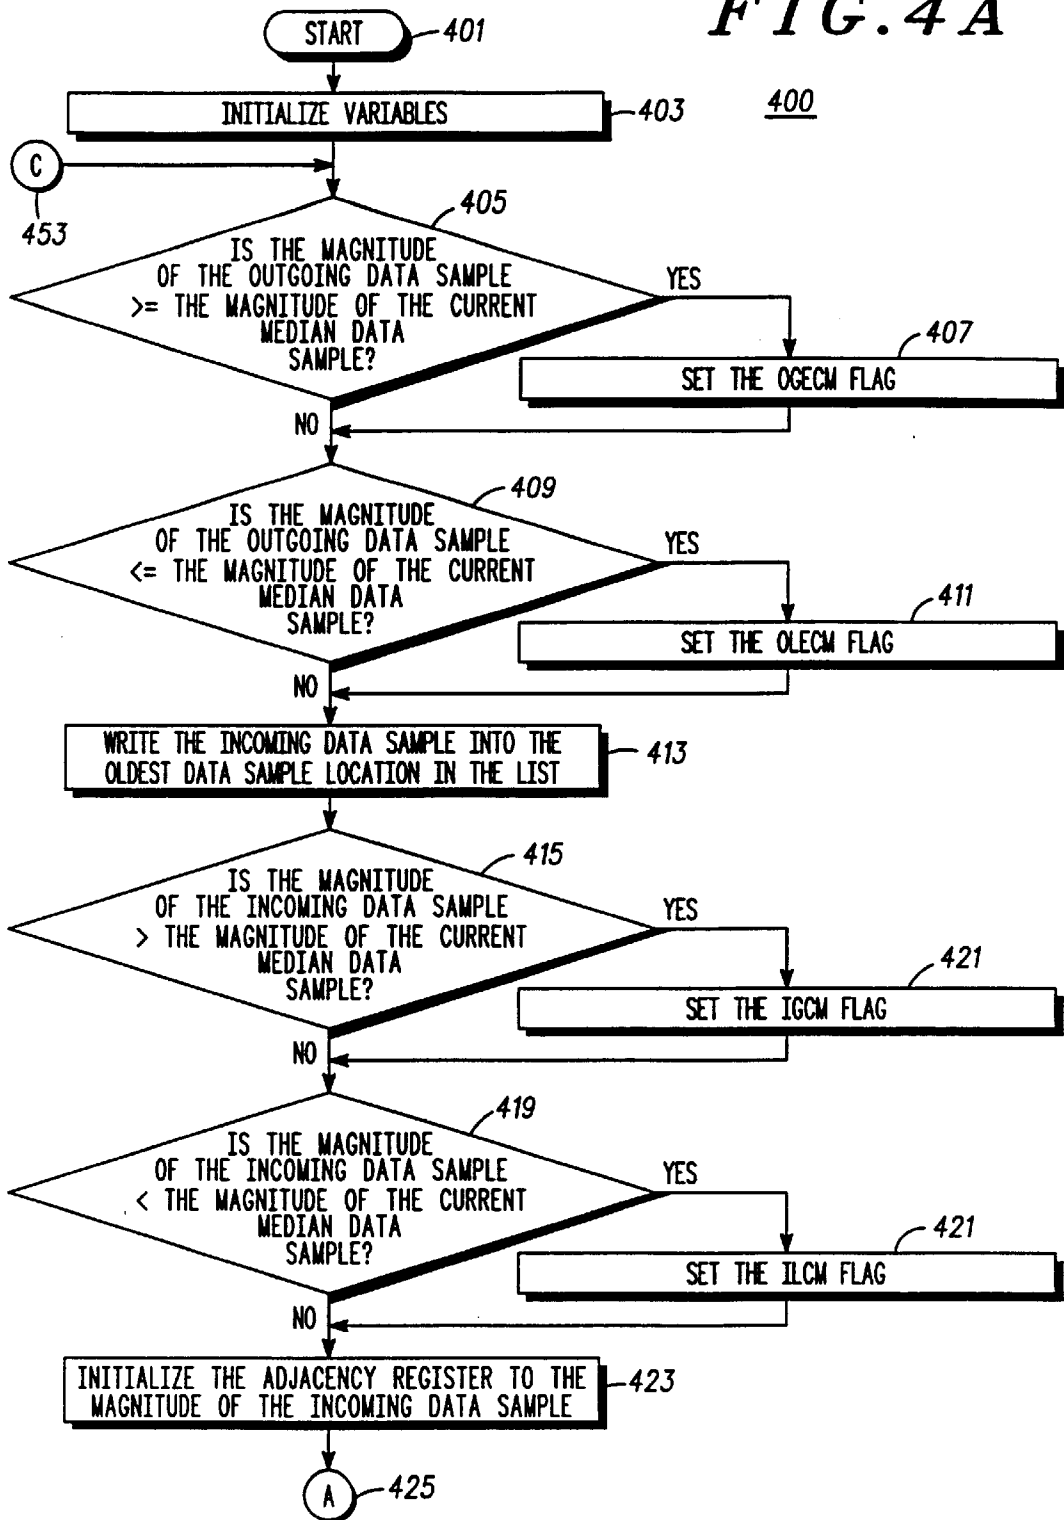 FIG.4A
START
401
INITIALIZE VARIABLES
403
400
C
453
405
IS THE MAGNITUDE
OF THE OUTGOING DATA SAMPLE
>= THE MAGNITUDE OF THE CURRENT
MEDIAN DATA
SAMPLE?
YES
407
SET THE OGECM FLAG
NO
409
IS THE MAGNITUDE
OF THE OUTGOING DATA SAMPLE
<= THE MAGNITUDE OF THE CURRENT
MEDIAN DATA
SAMPLE?
YES
411
SET THE OLECM FLAG
NO
WRITE THE INCOMING DATA SAMPLE INTO THE
OLDEST DATA SAMPLE LOCATION IN THE LIST
413
415
IS THE MAGNITUDE
OF THE INCOMING DATA SAMPLE
> THE MAGNITUDE OF THE CURRENT
MEDIAN DATA
SAMPLE?
YES
421
SET THE IGCM FLAG
NO
419
IS THE MAGNITUDE
OF THE INCOMING DATA SAMPLE
< THE MAGNITUDE OF THE CURRENT
MEDIAN DATA
SAMPLE?
YES
421
SET THE ILCM FLAG
NO
INITIALIZE THE ADJACENCY REGISTER TO THE
MAGNITUDE OF THE INCOMING DATA SAMPLE
423
A
425